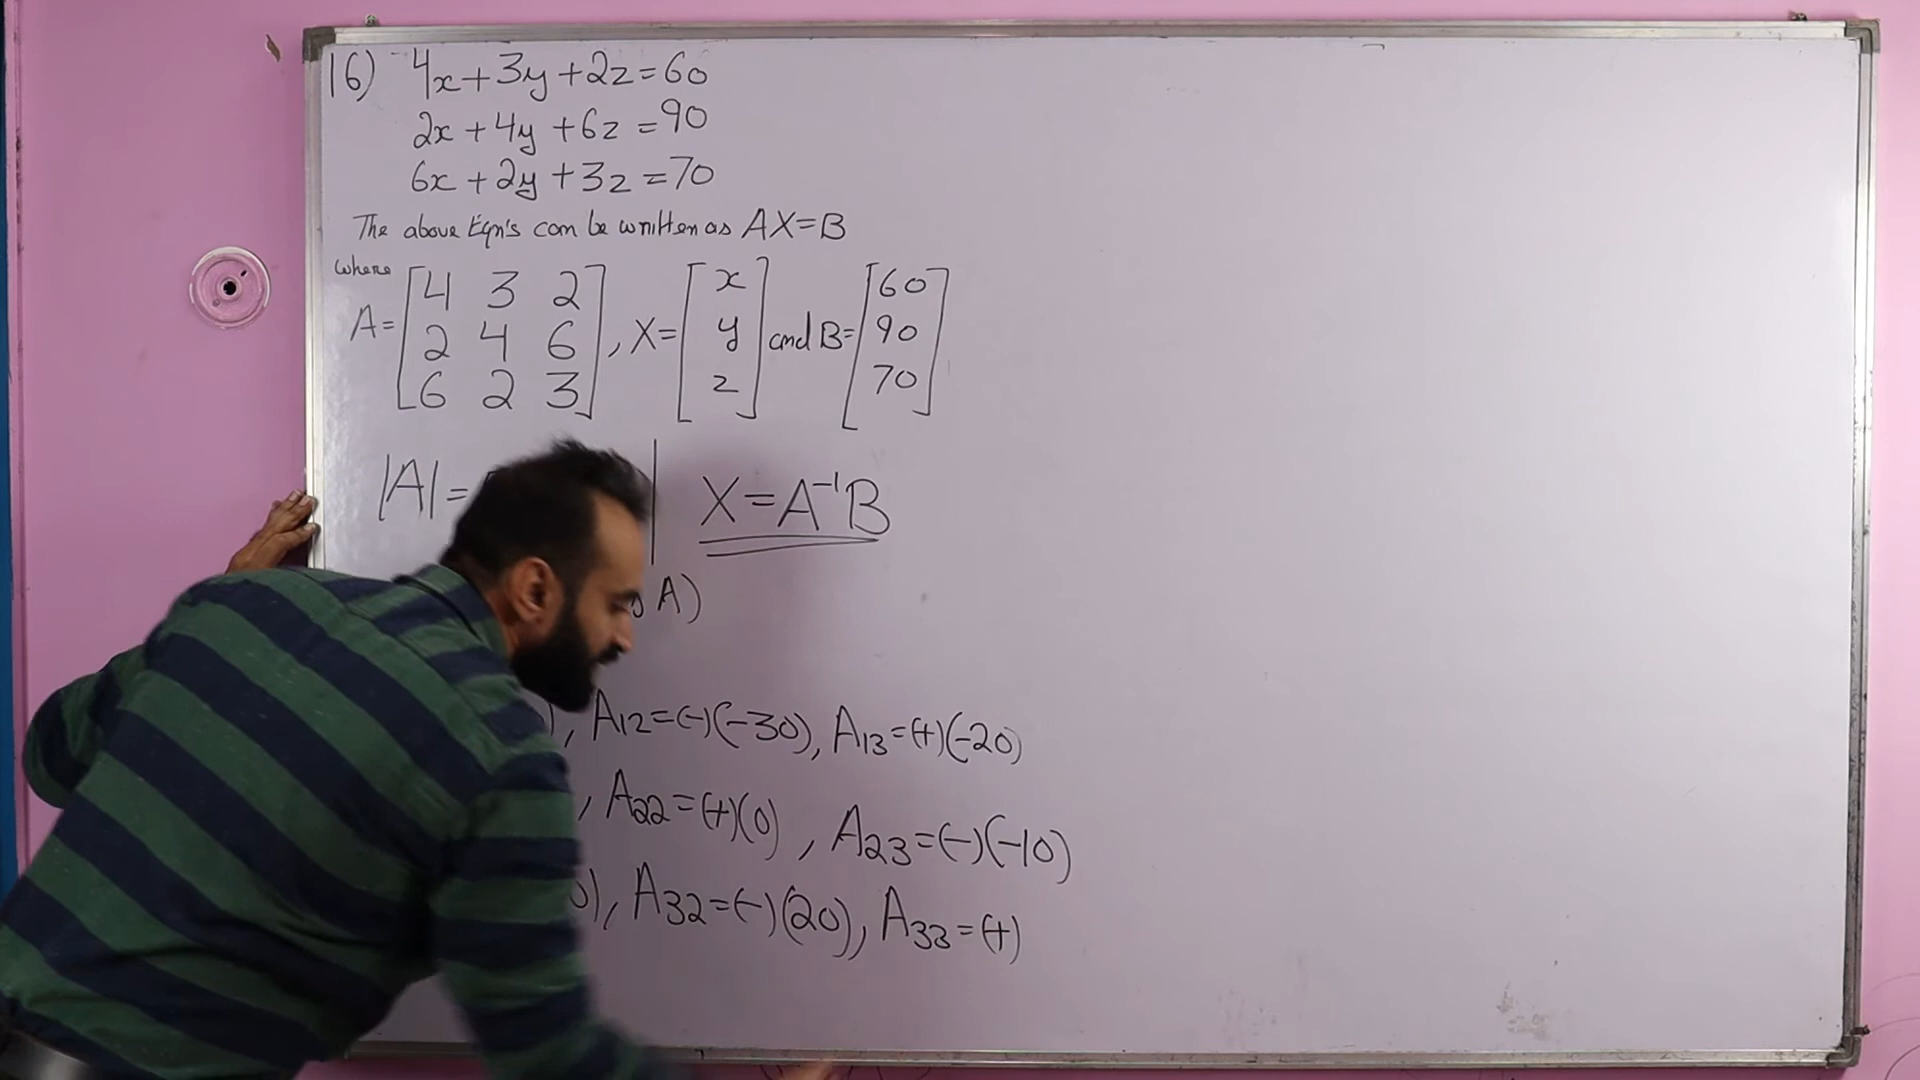 16) 4x+3y+2z=60
2x+4y+6z=90
6x+2y+3z=70
The above Eqn's can be written as AX=B
where
A=[4 3 2
2 4 6
6 2 3], X=[x
y
z] and B=[60
90
70]
|A|= | X=A⁻¹B
A)
), A12=(-)(-30), A13=(+)(-20)
, A22=(+)(0), A23=(-)(-10)
0), A32=(-)(20), A33=(+)